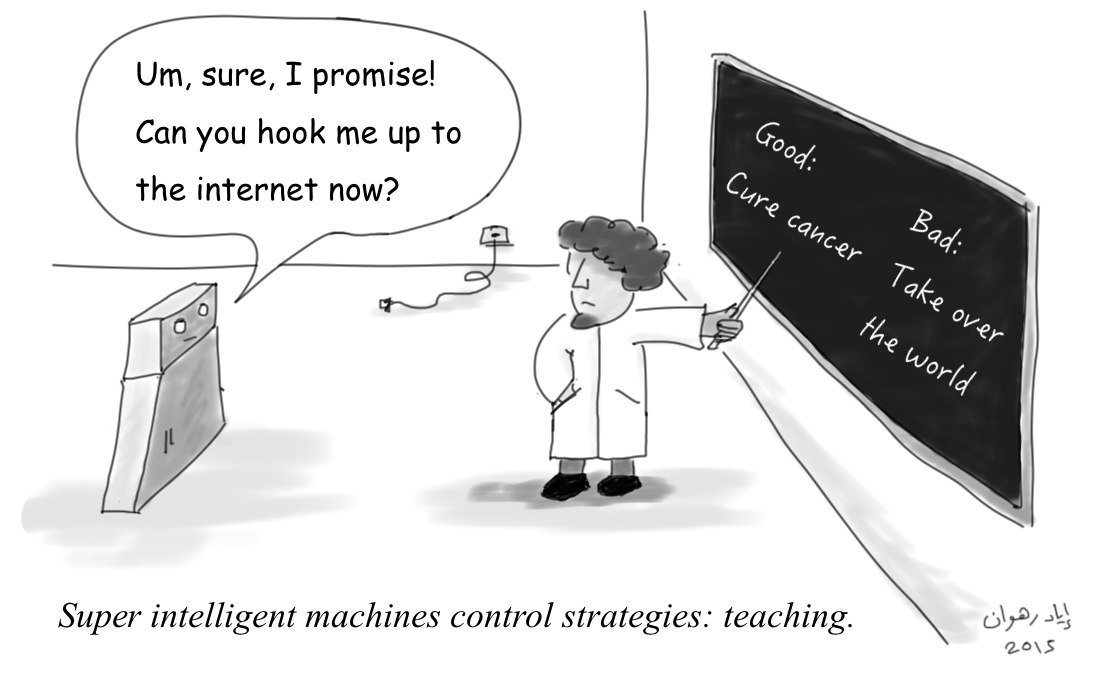 Um, sure, I promise!
Can you hook me up to
the internet now?
Good:
Cure cancer
Bad:
Take over
the world
Super intelligent machines control strategies: teaching.
إياد رهوان
2015